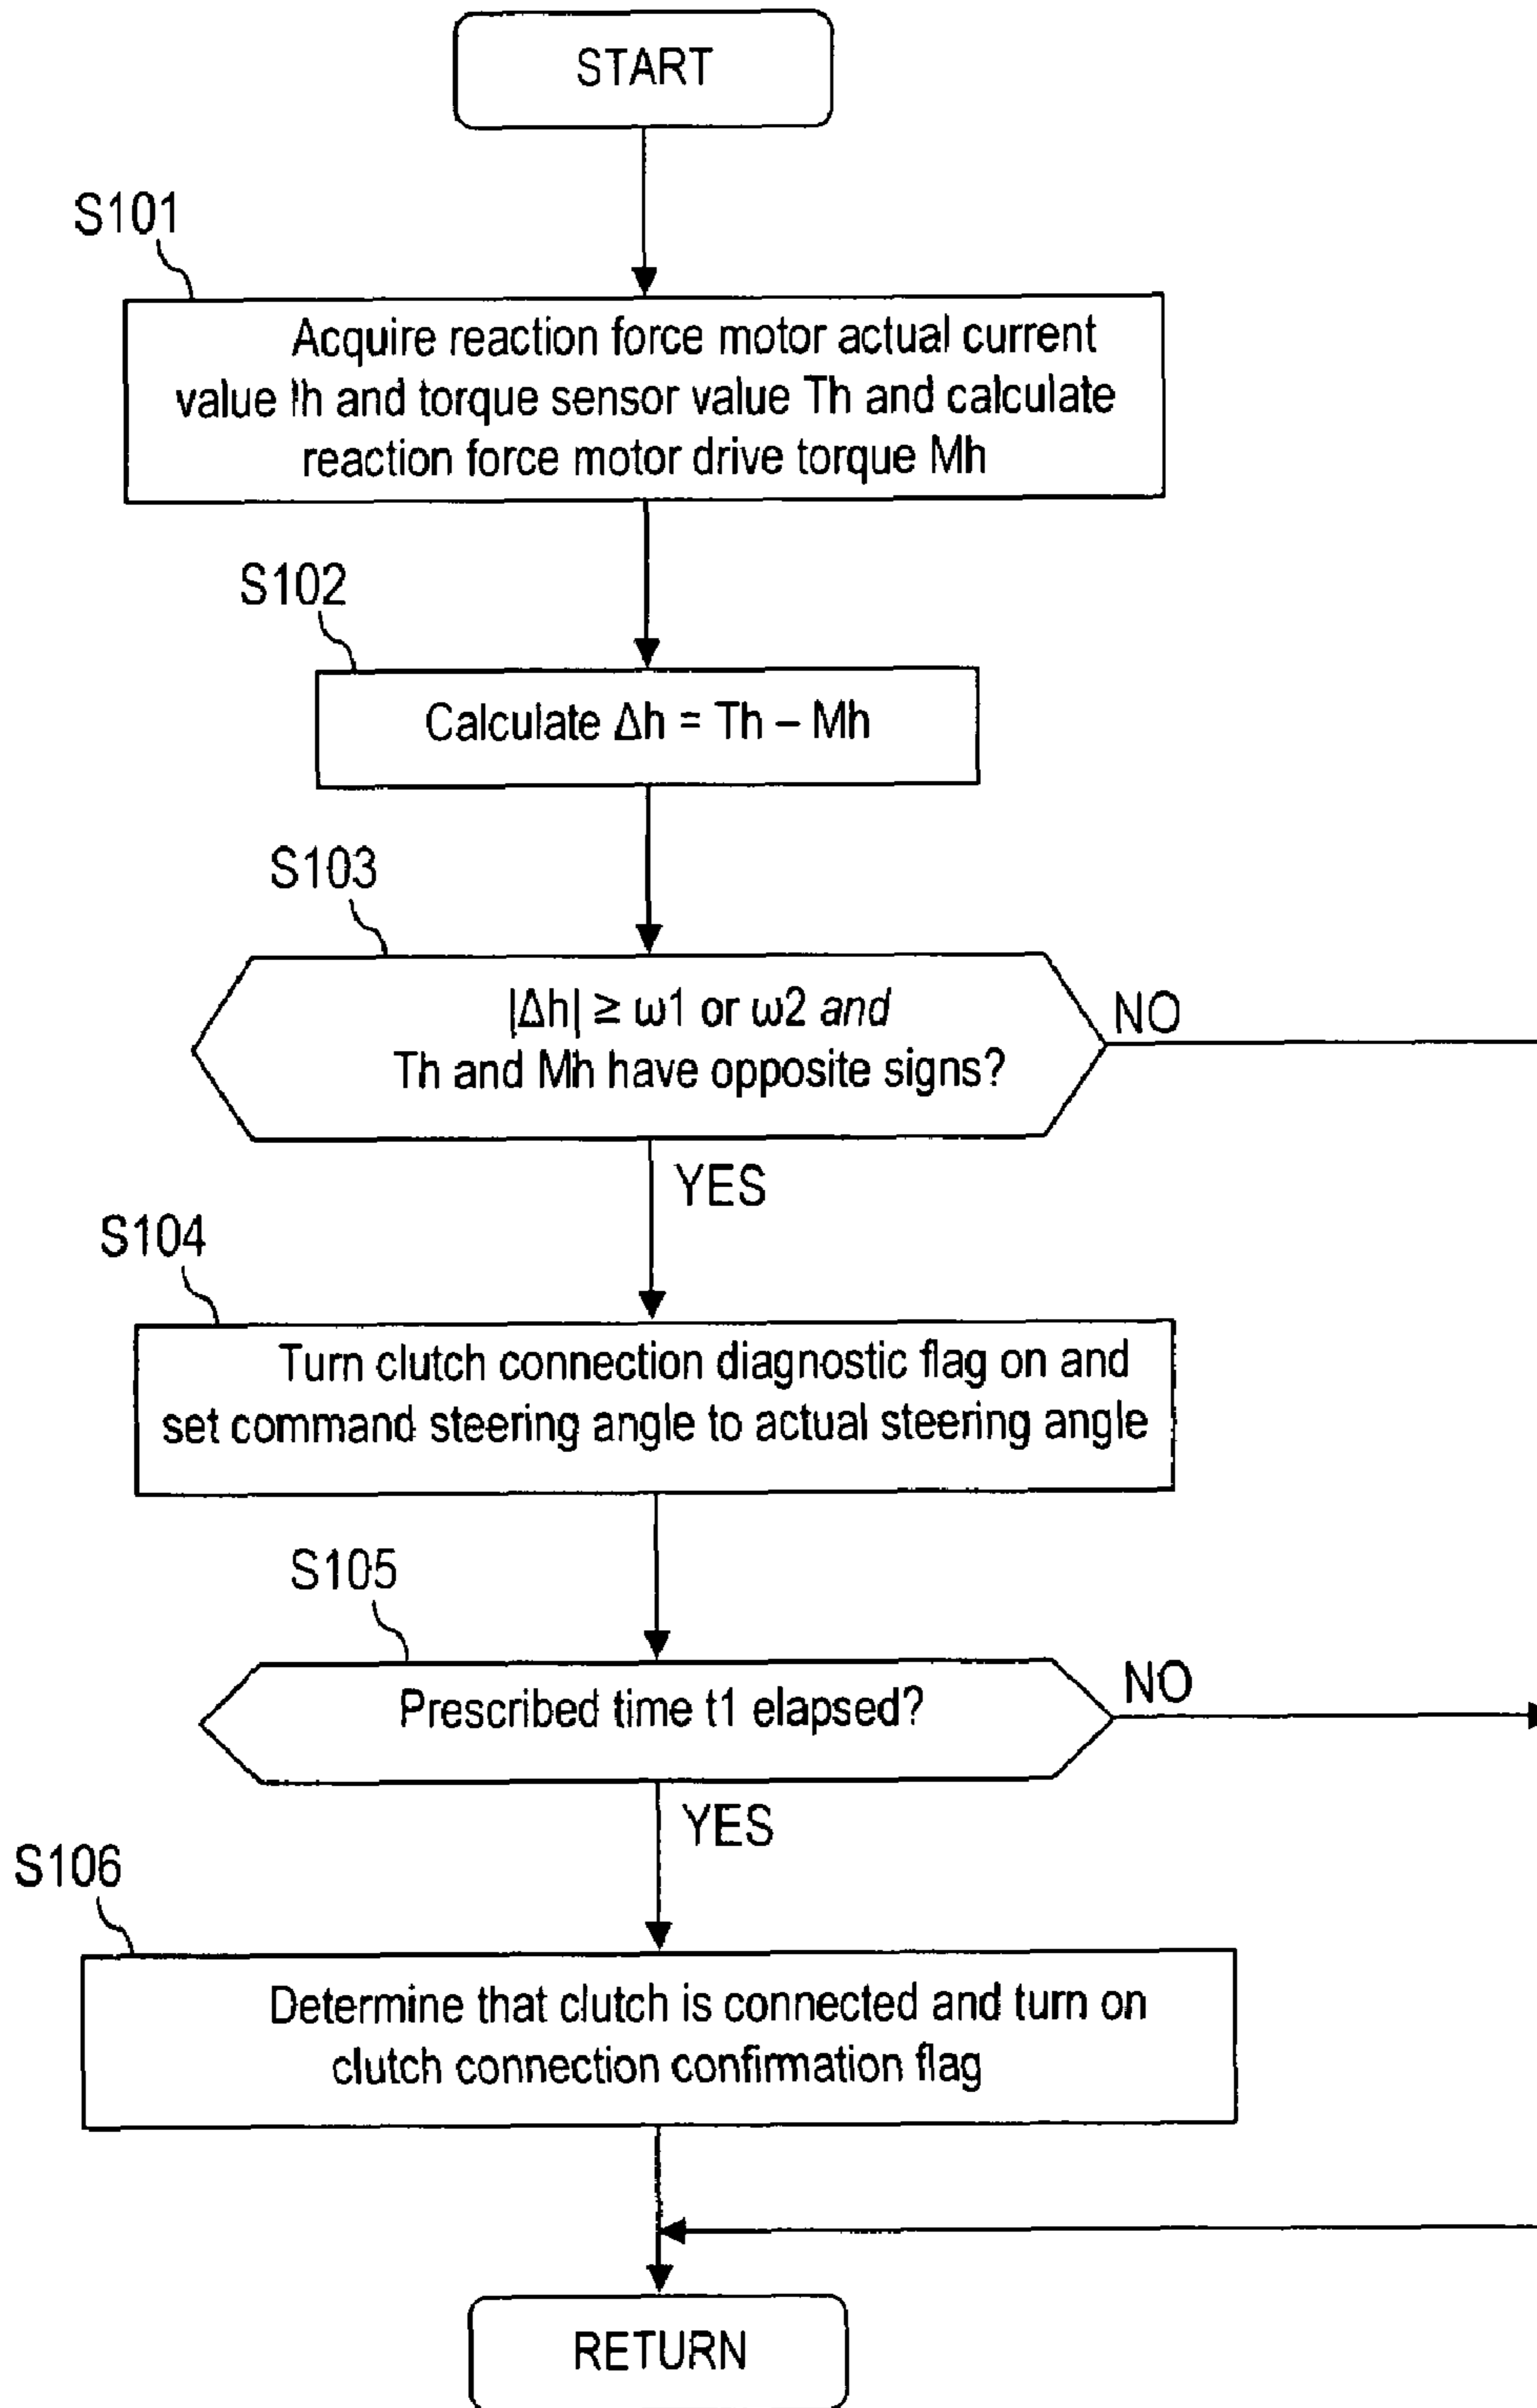 START
S101
Acquire reaction force motor actual current
value Ih and torque sensor value Th and calculate
reaction force motor drive torque Mh
S102
Calculate Δh = Th – Mh
S103
|Δh| ≥ ω1 or ω2 and
Th and Mh have opposite signs?
NO
YES
S104
Turn clutch connection diagnostic flag on and
set command steering angle to actual steering angle
S105
Prescribed time t1 elapsed?
NO
YES
S106
Determine that clutch is connected and turn on
clutch connection confirmation flag
RETURN